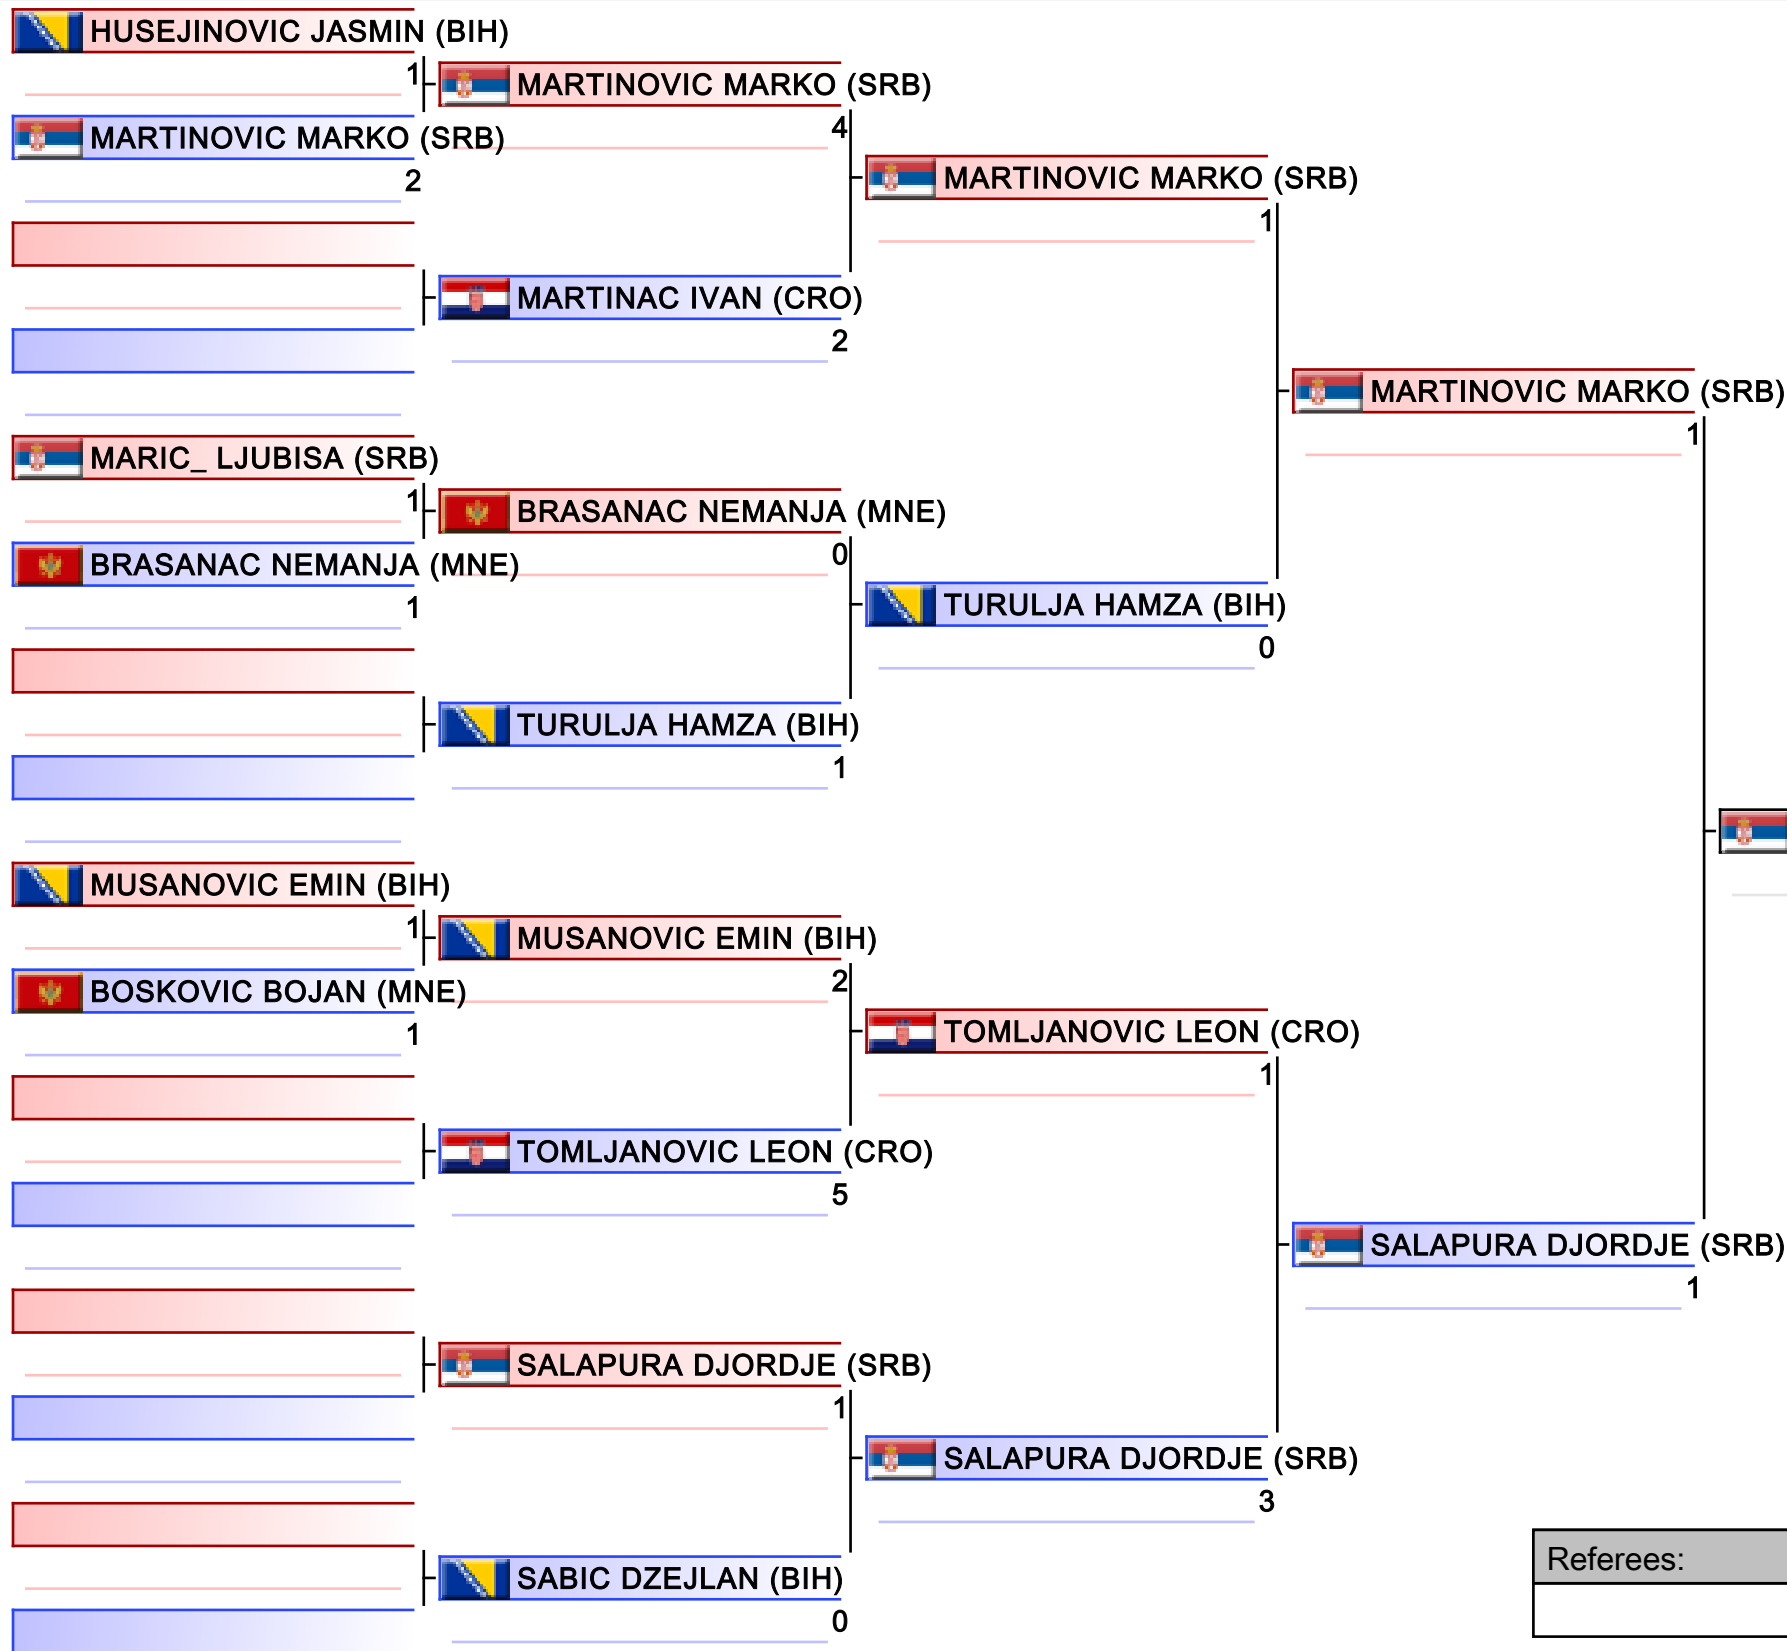 HUSEJINOVIC JASMIN (BIH)
1
MARTINOVIC MARKO (SRB)
2
MARIC_ LJUBISA (SRB)
1
BRASANAC NEMANJA (MNE)
1
MUSANOVIC EMIN (BIH)
1
BOSKOVIC BOJAN (MNE)
1
MARTINOVIC MARKO (SRB)
4
MARTINAC IVAN (CRO)
2
BRASANAC NEMANJA (MNE)
0
TURULJA HAMZA (BIH)
1
MUSANOVIC EMIN (BIH)
2
TOMLJANOVIC LEON (CRO)
5
SALAPURA DJORDJE (SRB)
1
SABIC DZEJLAN (BIH)
0
MARTINOVIC MARKO (SRB)
1
TURULJA HAMZA (BIH)
0
TOMLJANOVIC LEON (CRO)
1
SALAPURA DJORDJE (SRB)
3
MARTINOVIC MARKO (SRB)
1
SALAPURA DJORDJE (SRB)
1
Referees: